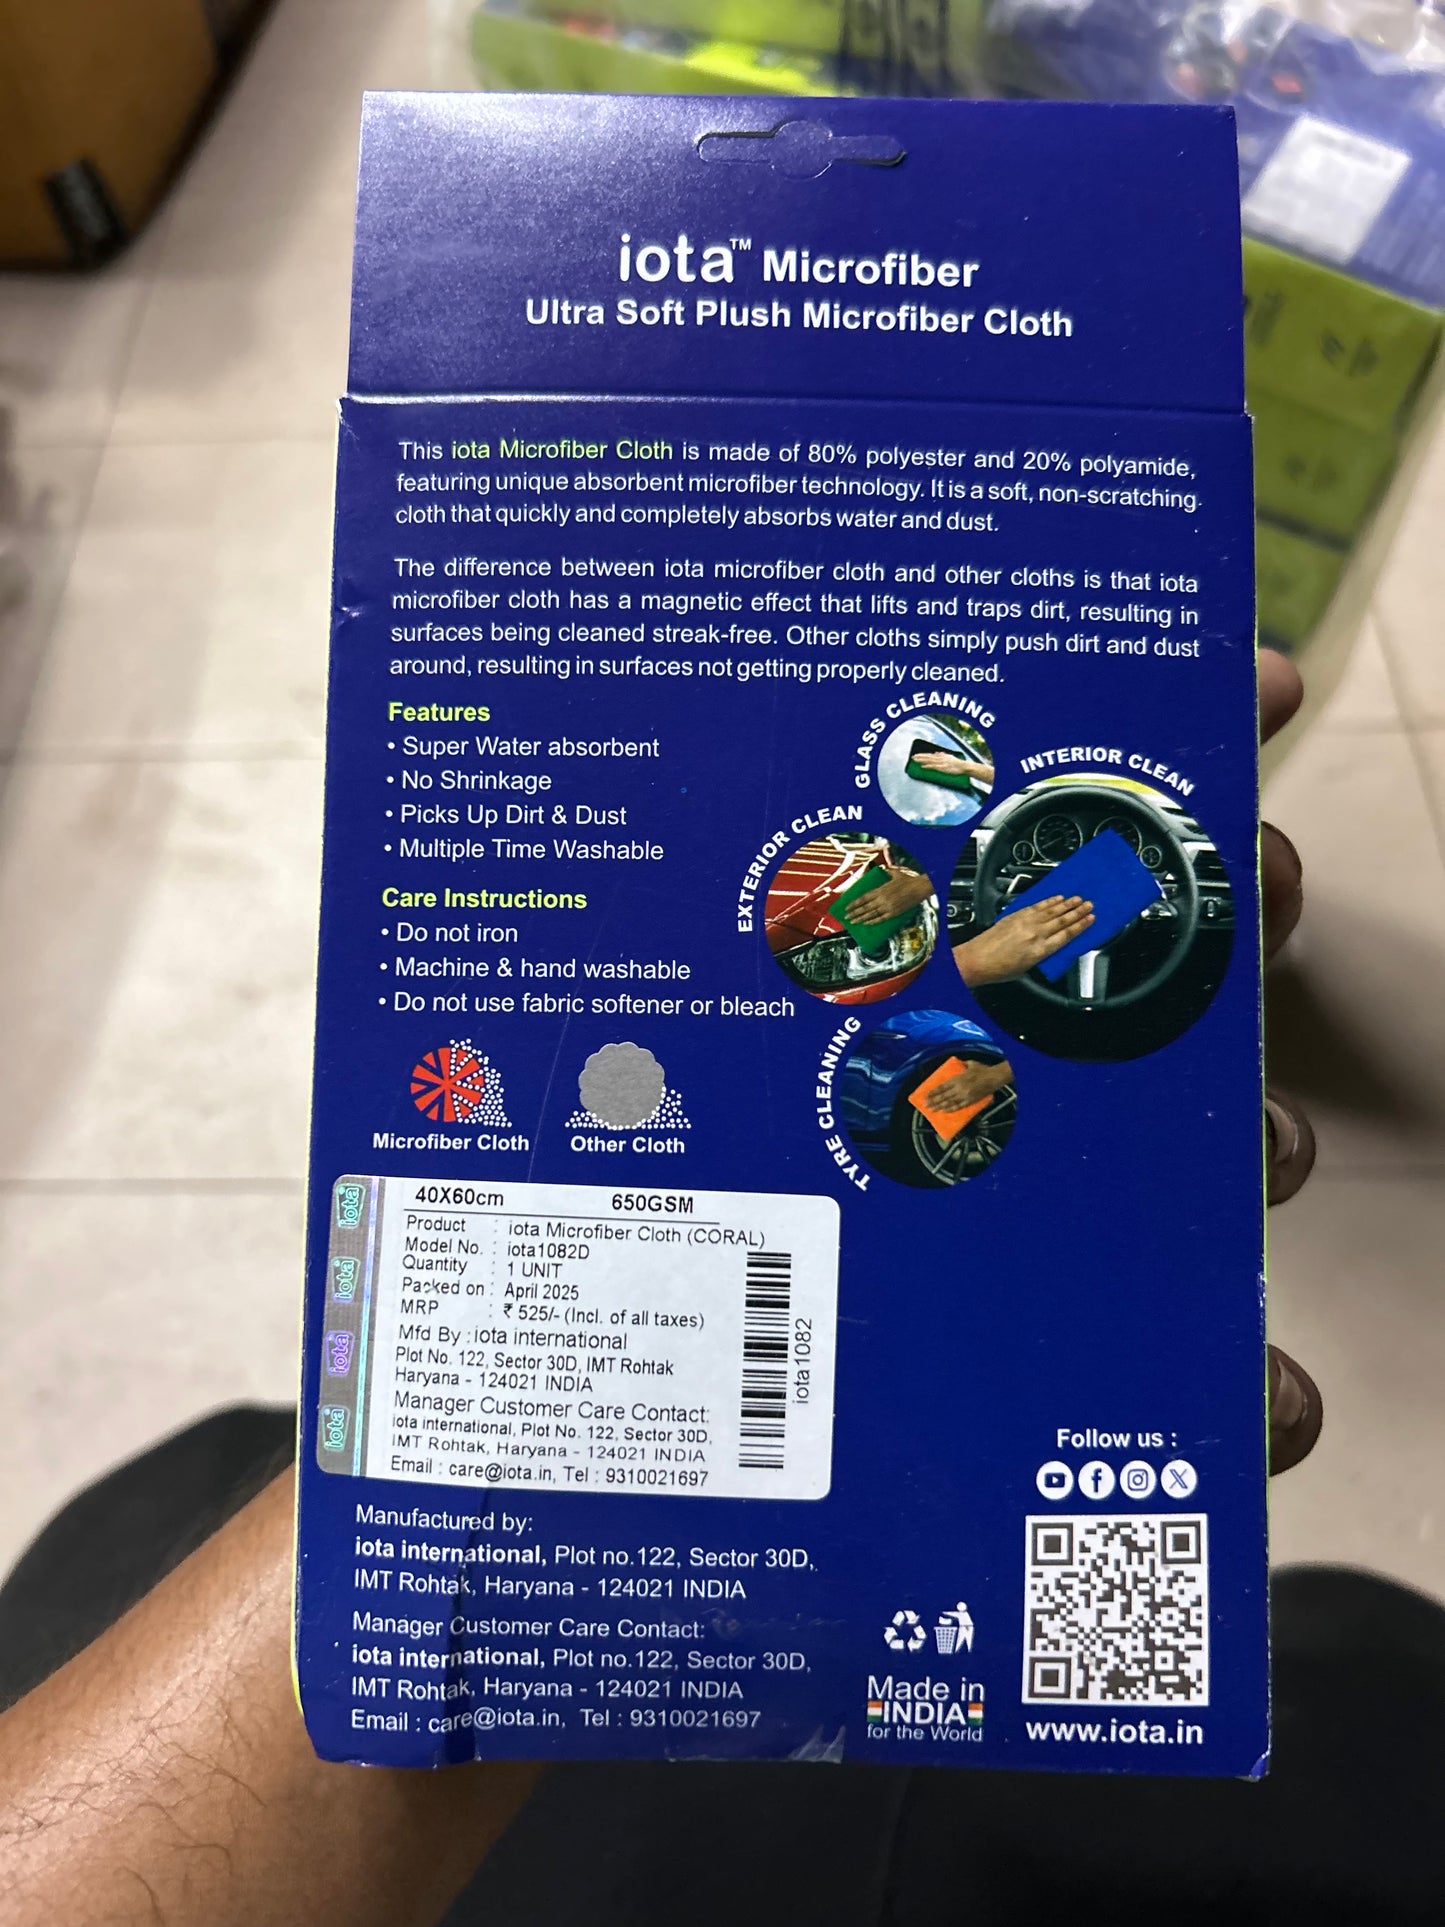 iota™ Microfiber
Ultra Soft Plush Microfiber Cloth
This iota Microfiber Cloth is made of 80% polyester and 20% polyamide,
featuring unique absorbent microfiber technology. It is a soft, non-scratching.
cloth that quickly and completely absorbs water and dust.
The difference between iota microfiber cloth and other cloths is that iota
microfiber cloth has a magnetic effect that lifts and traps dirt, resulting in
surfaces being cleaned streak-free. Other cloths simply push dirt and dust
around, resulting in surfaces not getting properly cleaned.
Features
• Super Water absorbent
• No Shrinkage
• Picks Up Dirt & Dust
• Multiple Time Washable
GLASS CLEANING
INTERIOR CLEAN
EXTERIOR CLEAN
TYRE CLEANING
Care Instructions
• Do not iron
• Machine & hand washable
• Do not use fabric softener or bleach
Microfiber Cloth
Other Cloth
iota
iota
iota
iota
40X60cm 650GSM
Product : iota Microfiber Cloth (CORAL)
Model No. : iota1082D
Quantity : 1 UNIT
Packed on : April 2025
MRP : ₹ 525/- (Incl. of all taxes)
Mfd By : iota international
Plot No. 122, Sector 30D, IMT Rohtak
Haryana - 124021 INDIA
Manager Customer Care Contact:
iota international, Plot No. 122, Sector 30D,
IMT Rohtak, Haryana - 124021 INDIA
Email : care@iota.in, Tel : 9310021697
iota1082
Manufactured by:
iota international, Plot no.122, Sector 30D,.
IMT Rohtak, Haryana - 124021 INDIA
Manager Customer Care Contact:
iota international, Plot no.122, Sector 30D,
IMT Rohtak, Haryana - 124021 INDIA
Email : care@iota.in, Tel : 9310021697
Made in
INDIA
for the World
Follow us :
www.iota.in